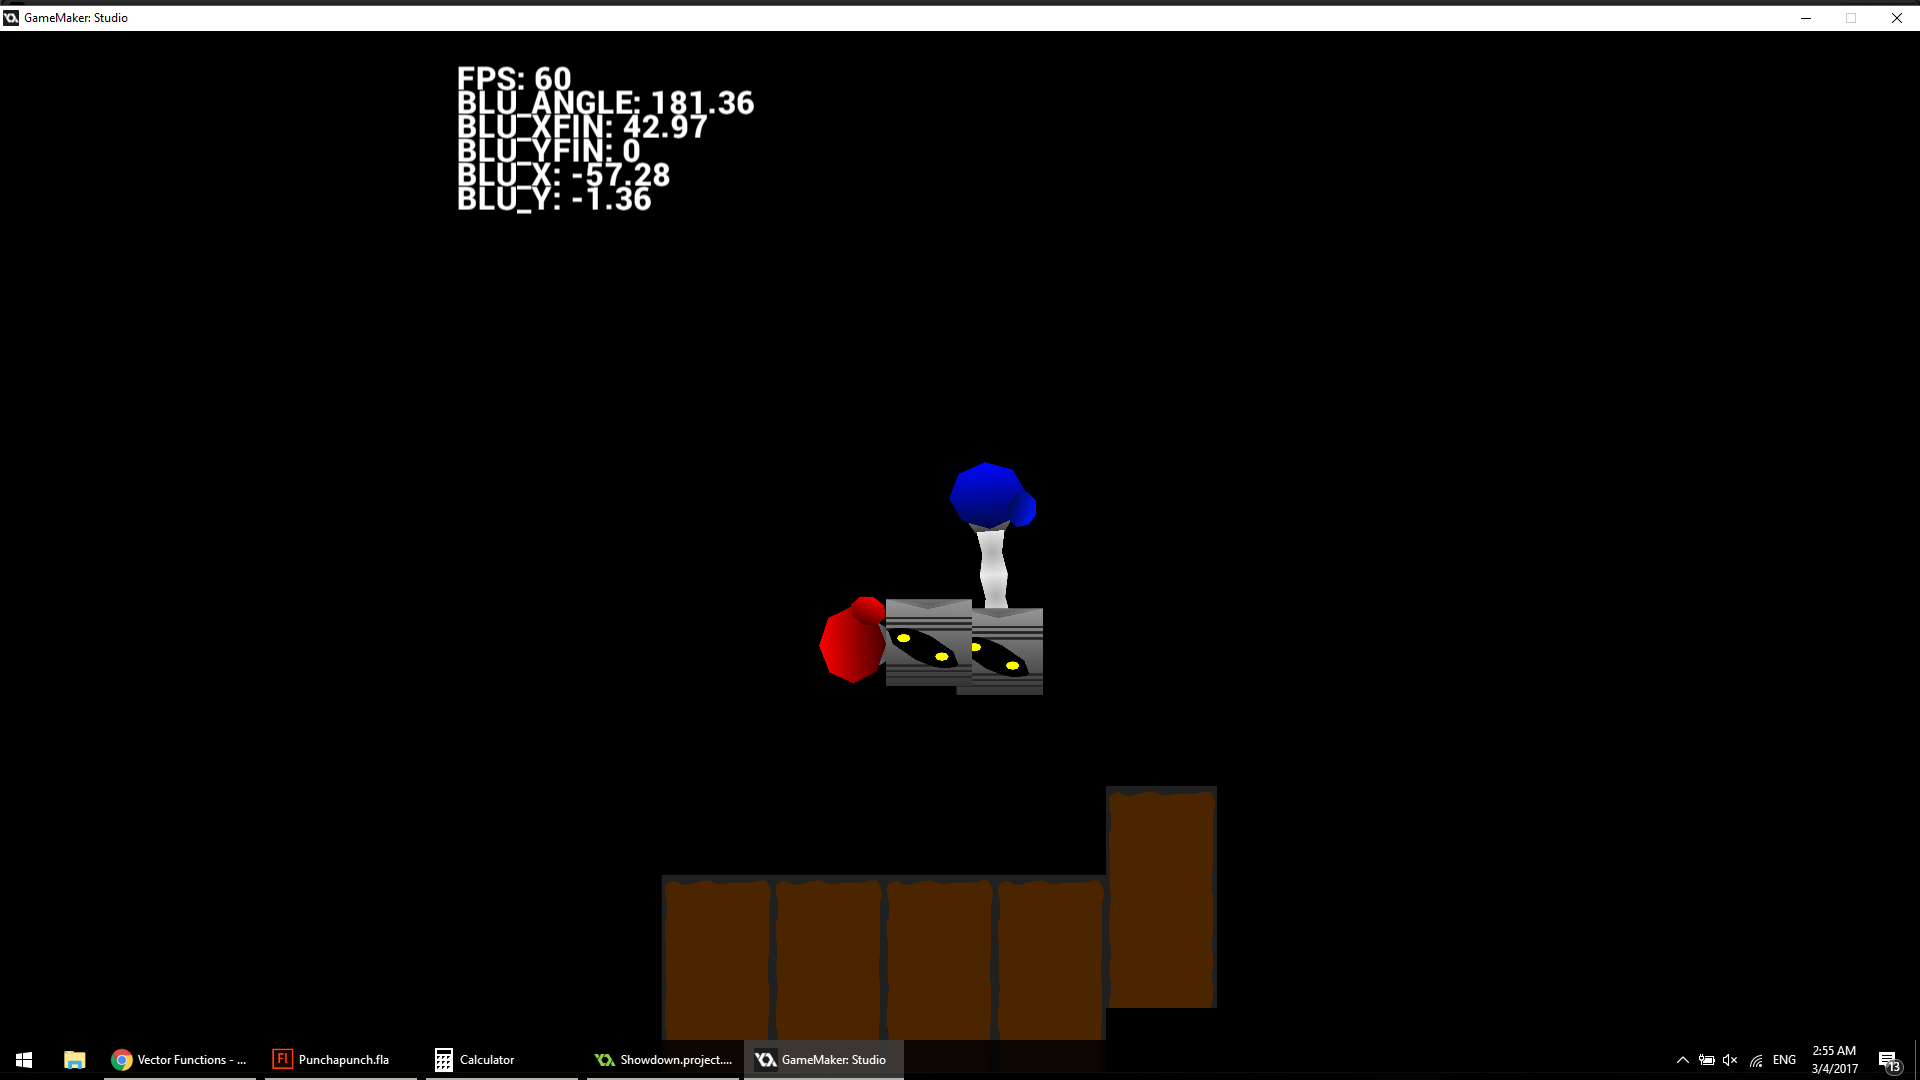 GameMaker: Studio
FPS: 60
BLU_ANGLE: 181.36
BLU_XFIN: 42.97
BLU_YFIN: 0
BLU_X: -57.28
BLU_Y: -1.36
Vector Functions - ...
Fl
Punchapunch.fla
Calculator
Showdown.project....
GameMaker: Studio
ENG
2:55 AM
3/4/2017
13